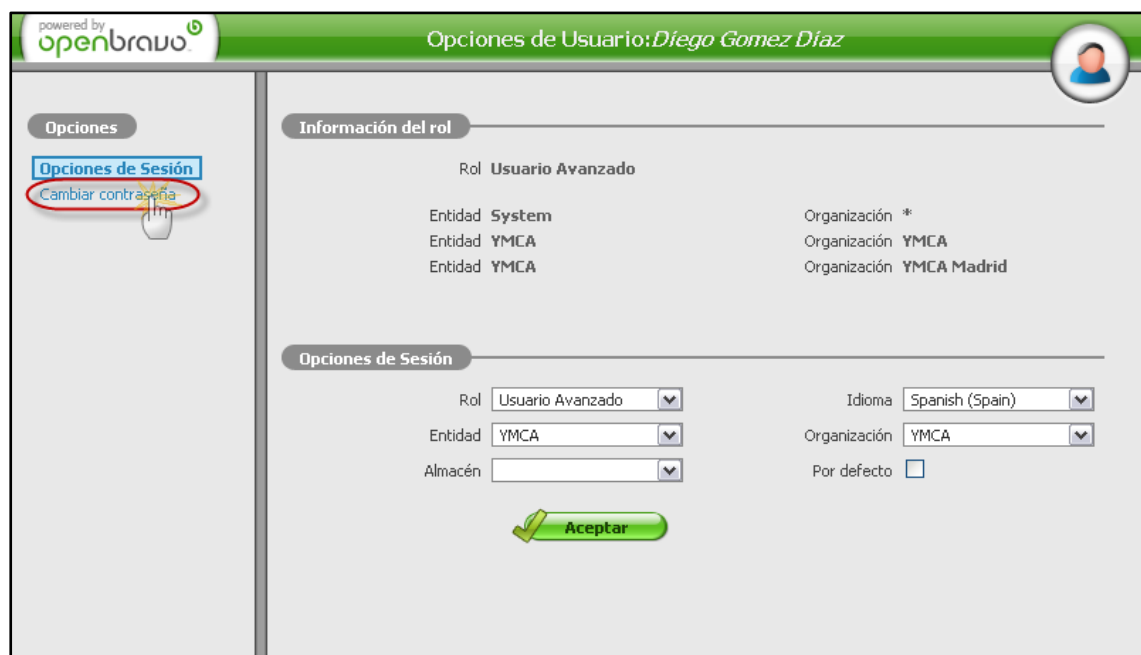 powered by
openbravo
Opciones de Usuario:Diego Gomez Díaz
Opciones
Opciones de Sesión
Cambiar contraseña
Información del rol
Rol Usuario Avanzado
Entidad System Organización *
Entidad YMCA Organización YMCA
Entidad YMCA Organización YMCA Madrid
Opciones de Sesión
Rol Usuario Avanzado Idioma Spanish (Spain)
Entidad YMCA Organización YMCA
Almacén Por defecto
Aceptar